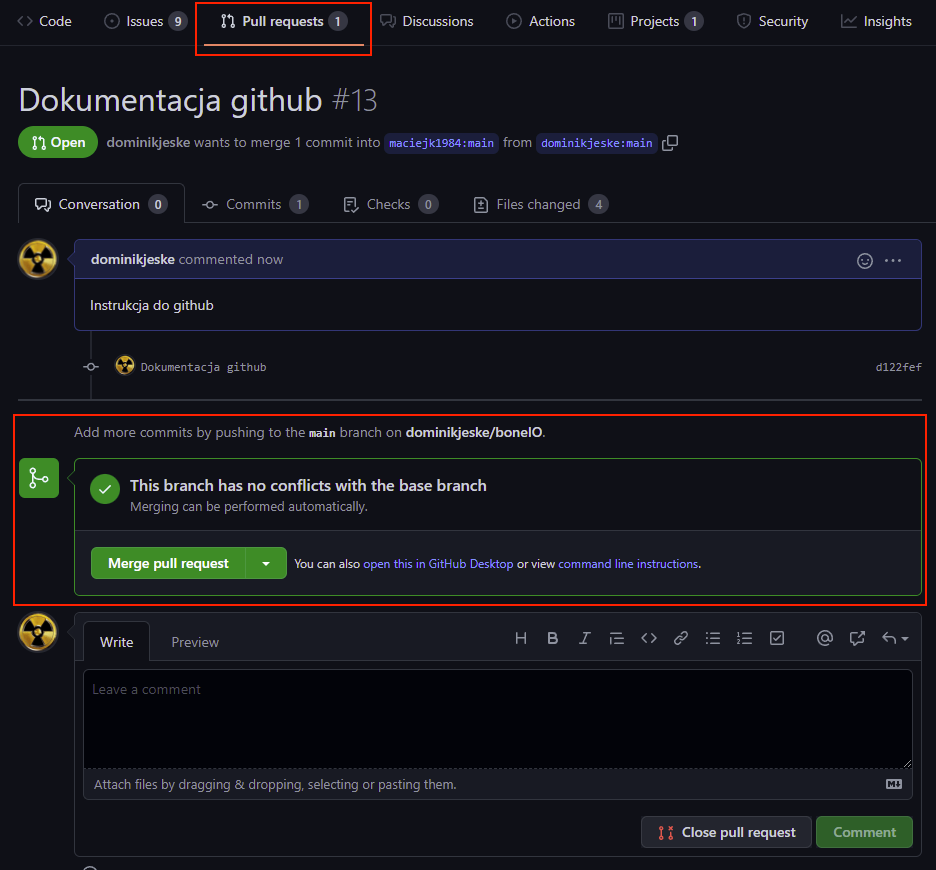 Code Issues 9 Pull requests 1 Discussions Actions Projects 1 Security Insights
Dokumentacja github #13
Open dominikjeske wants to merge 1 commit into maciejk1984:main from dominikjeske:main
Conversation 0 Commits 1 Checks 0 Files changed 4
dominikjeske commented now
Instrukcja do github
Dokumentacja github d122fef
Add more commits by pushing to the main branch on dominikjeske/boneIO.
This branch has no conflicts with the base branch
Merging can be performed automatically.
Merge pull request You can also open this in GitHub Desktop or view command line instructions.
Write Preview
Leave a comment
Attach files by dragging & dropping, selecting or pasting them.
Close pull request Comment